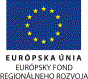 EURÓPSKA ÚNIA
EURÓPSKY FOND
REGIONÁLNEHO ROZVOJA